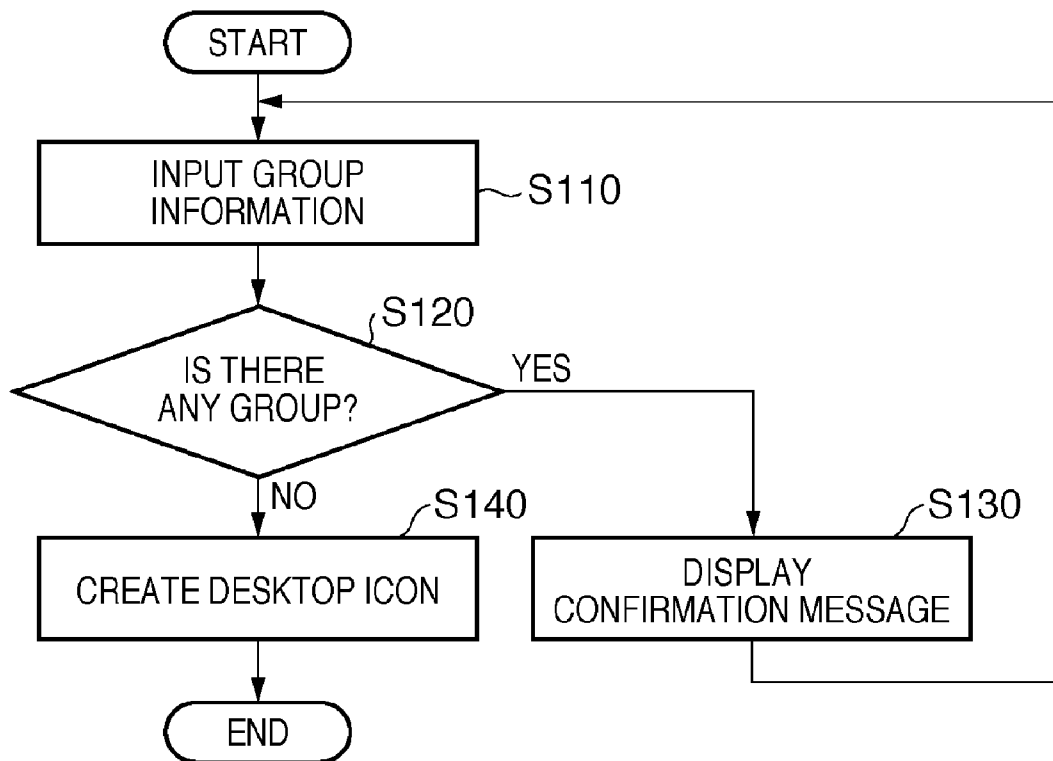 START
INPUT GROUP
INFORMATION
S110
S120
IS THERE
ANY GROUP?
YES
NO
S140
CREATE DESKTOP ICON
S130
DISPLAY
CONFIRMATION MESSAGE
END